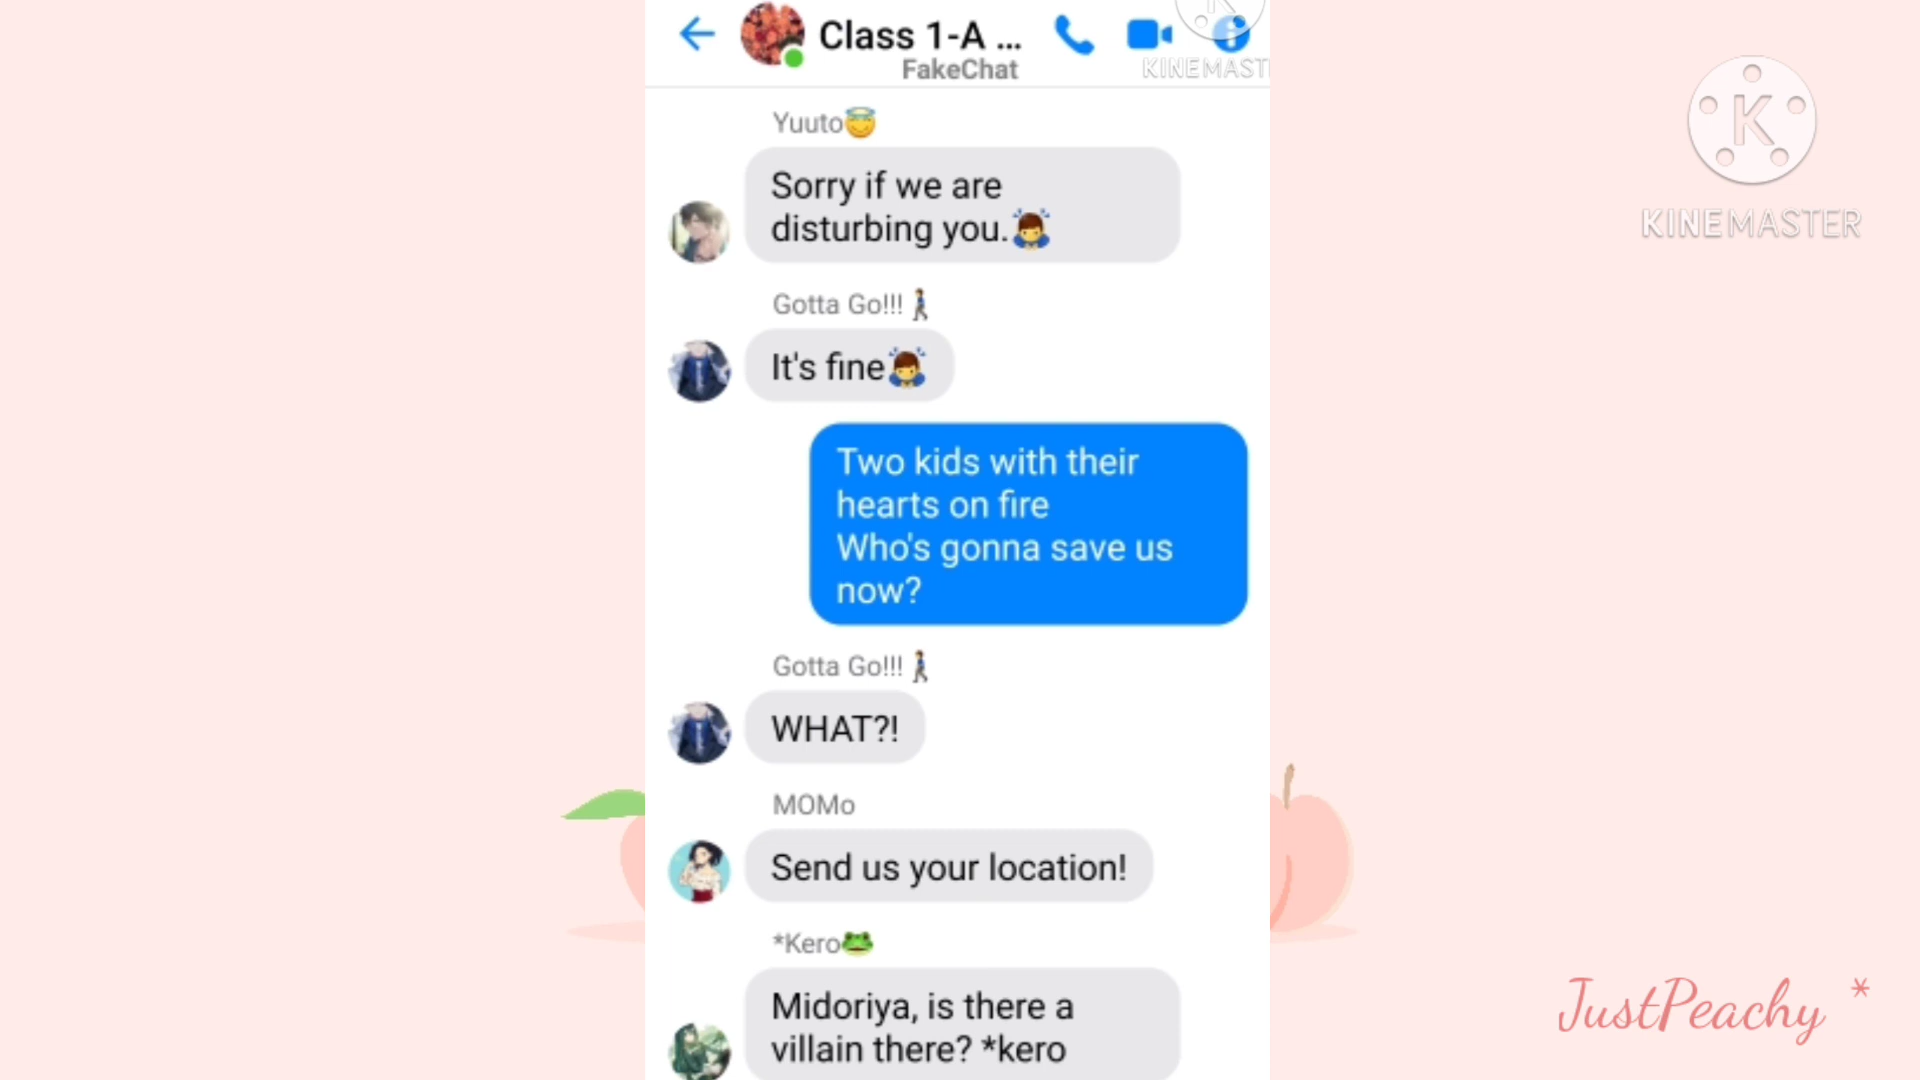 Class 1-A ...
FakeChat
KINEMAST
K
KINEMASTER
Yuuto😇
Sorry if we are
disturbing you.🙇‍♂️
Gotta Go!!!🚶‍♂️
It's fine🙇‍♂️
Two kids with their
hearts on fire
Who's gonna save us
now?
Gotta Go!!!🚶‍♂️
WHAT?!
MOMo
Send us your location!
*Kero🐸
Midoriya, is there a
villain there? *kero
JustPeachy *